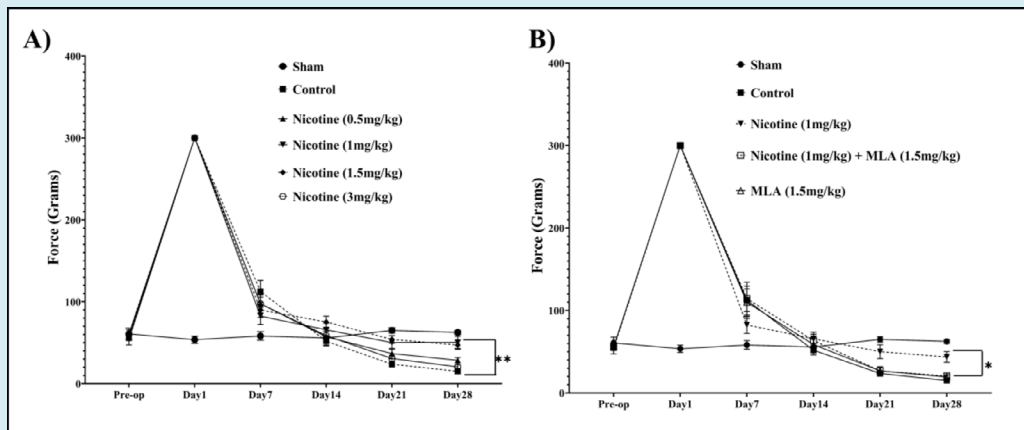 A)
400
300
200
100
0
Force (Grams)
Sham
Control
Nicotine (0.5mg/kg)
Nicotine (1mg/kg)
Nicotine (1.5mg/kg)
Nicotine (3mg/kg)
**
Pre-op Day1 Day7 Day14 Day21 Day28
B)
400
300
200
100
0
Force (Grams)
Sham
Control
Nicotine (1mg/kg)
Nicotine (1mg/kg) + MLA (1.5mg/kg)
MLA (1.5mg/kg)
*
Pre-op Day1 Day7 Day14 Day21 Day28